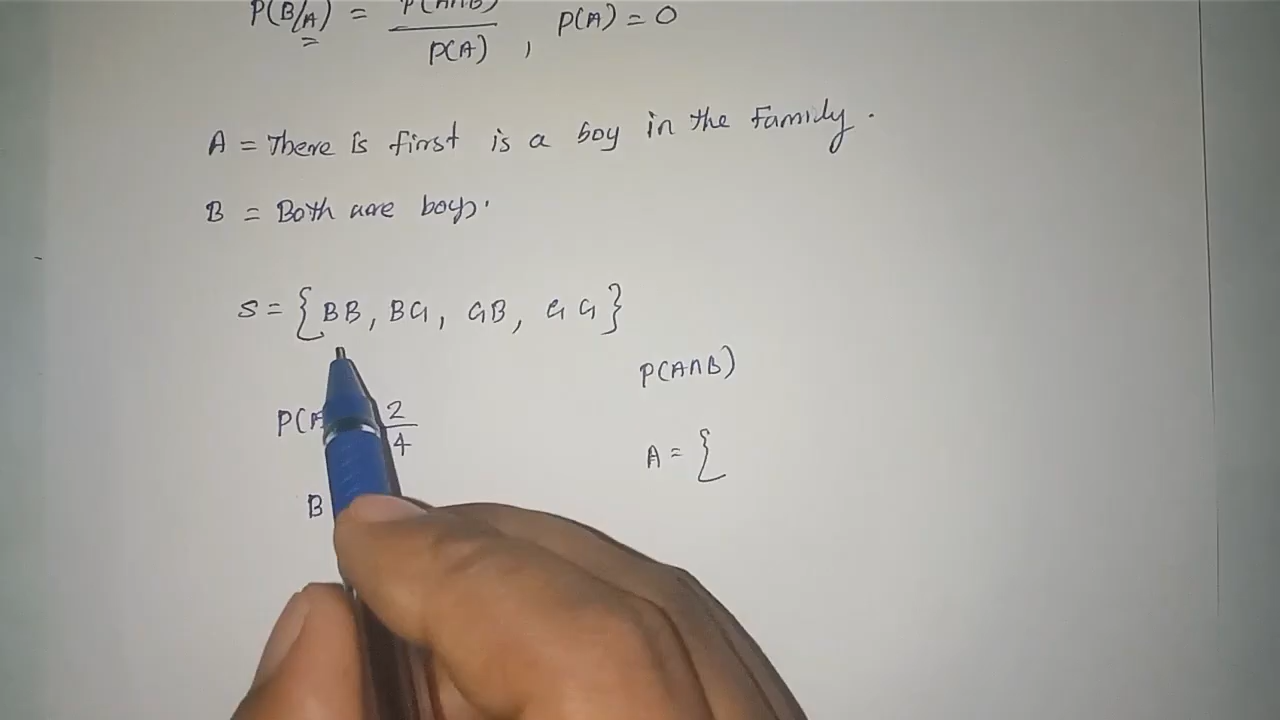 P(B/A) = P(A∩B) / P(A) , P(A) = 0
A = There is first is a boy in the Family.
B = Both are boys.
S = { BB, BG, GB, GG }
P(A∩B)
P(A 2/4
A = {
B